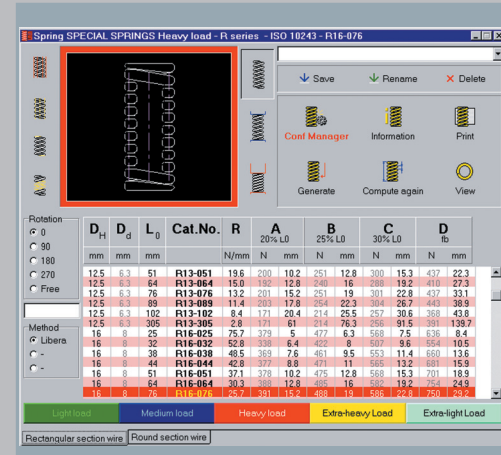 Spring SPECIAL SPRINGS Heavy load - R series - ISO 10243 - R16-076
Save Rename Delete
Conf Manager Information Print
Generate Compute again View
Rotation
0
90
180
270
Free
Method
Libera
-
-
DH Dd L0 Cat.No. R A B C D
20% L0 25% L0 30% L0 fb
mm mm mm N/mm N mm N mm N mm N mm
12.5 6.3 51 R13-051 19.6 200 10.2 251 12.8 300 15.3 437 22.3
12.5 6.3 64 R13-064 15.0 192 12.8 240 16 288 19.2 410 27.3
12.5 6.3 76 R13-076 13.2 201 15.2 251 19 301 22.8 437 33.1
12.5 6.3 89 R13-089 11.4 203 17.8 254 22.3 304 26.7 443 38.9
12.5 6.3 102 R13-102 8.4 171 20.4 214 25.5 257 30.6 368 43.8
12.5 6.3 305 R13-305 2.8 171 61 214 76.3 256 91.5 391 139.7
16 8 25 R16-025 75.7 379 5 477 6.3 568 7.5 636 8.4
16 8 32 R16-032 52.8 338 6.4 422 8 507 9.6 554 10.5
16 8 38 R16-038 48.5 369 7.6 461 9.5 553 11.4 660 13.6
16 8 44 R16-044 42.8 377 8.8 471 11 565 13.2 681 15.9
16 8 51 R16-051 37.1 378 10.2 475 12.8 568 15.3 701 18.9
16 8 64 R16-064 30.3 388 12.8 485 16 582 19.2 754 24.9
16 8 76 R16-076 25.7 391 15.2 488 19 586 22.8 750 29.2
Light load Medium load Heavy load Extra-heavy Load Extra-light Load
Rectangular section wire Round section wire